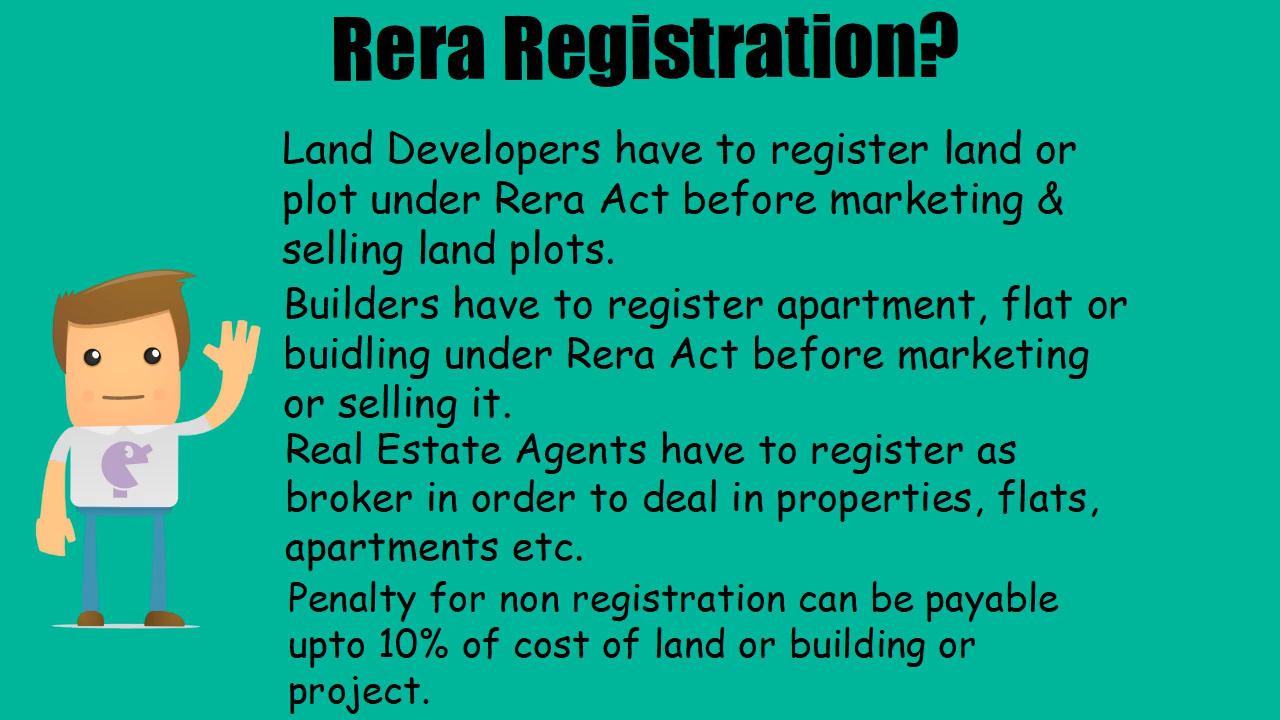 Rera Registration?
Land Developers have to register land or
plot under Rera Act before marketing &
selling land plots.
Builders have to register apartment, flat or
buidling under Rera Act before marketing
or selling it.
Real Estate Agents have to register as
broker in order to deal in properties, flats,
apartments etc.
Penalty for non registration can be payable
upto 10% of cost of land or building or
project.